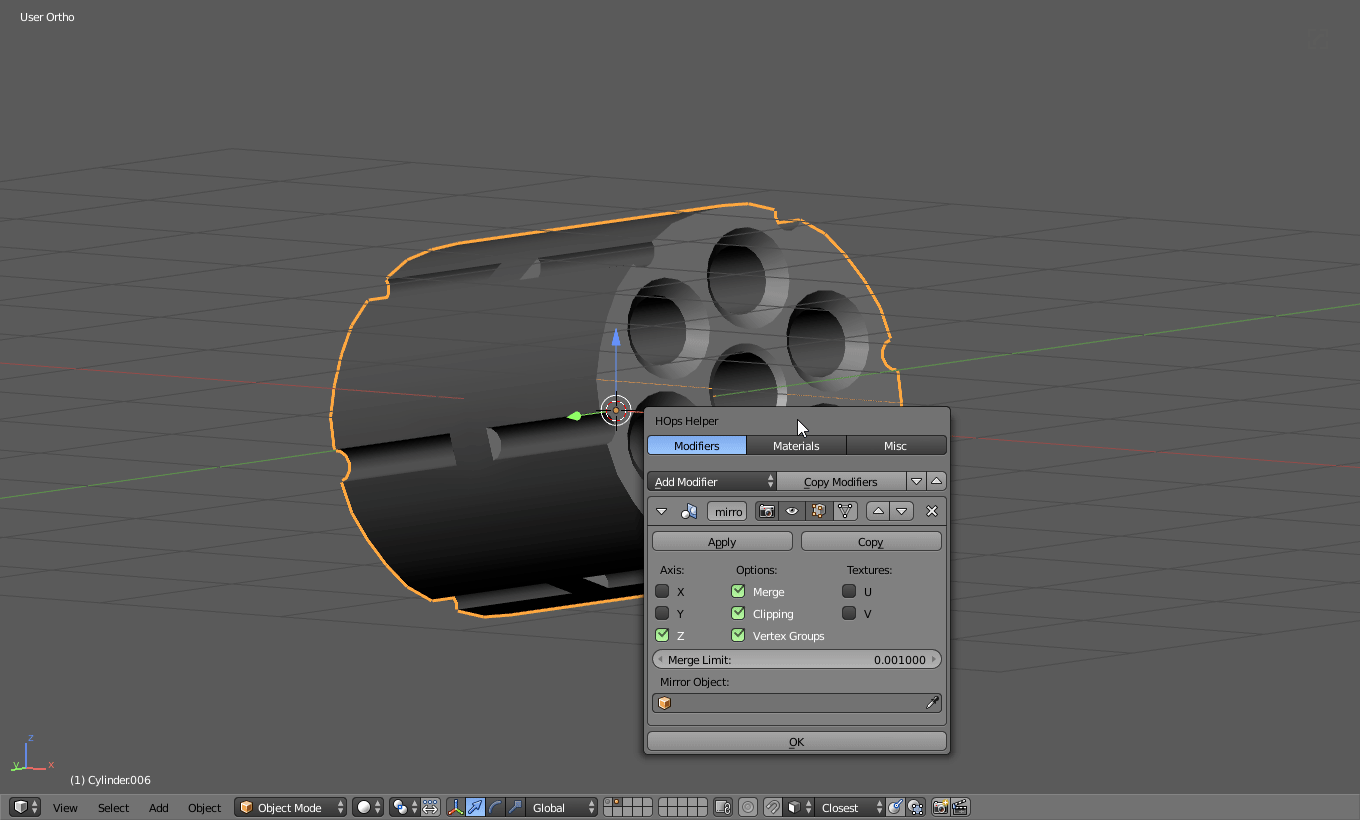 User Ortho
HOps Helper
Modifiers Materials Misc
Add Modifier Copy Modifiers
mirro
Apply Copy
Axis: Options: Textures:
X Merge U
Y Clipping V
Z Vertex Groups
Merge Limit: 0.001000
Mirror Object:
OK
z
y x
(1) Cylinder.006
View Select Add Object Object Mode Global Closest